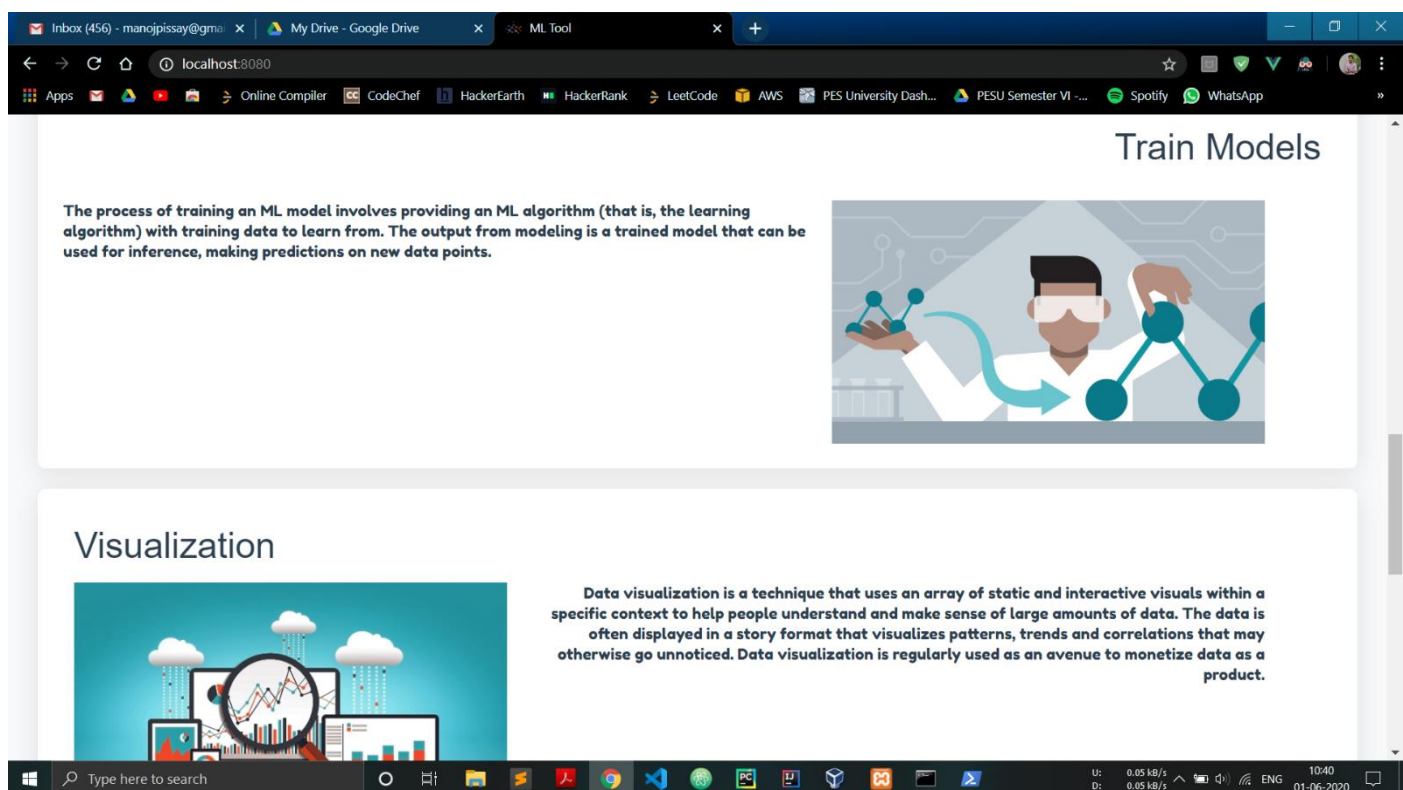 Inbox (456) - manojpissay@gmai
My Drive - Google Drive
ML Tool
localhost:8080
Apps
Online Compiler
CC CodeChef
h HackerEarth
HackerRank
LeetCode
AWS
PES University Dash...
PESU Semester VI -...
Spotify
WhatsApp
»
Train Models
The process of training an ML model involves providing an ML algorithm (that is, the learning
algorithm) with training data to learn from. The output from modeling is a trained model that can be
used for inference, making predictions on new data points.
Visualization
Data visualization is a technique that uses an array of static and interactive visuals within a
specific context to help people understand and make sense of large amounts of data. The data is
often displayed in a story format that visualizes patterns, trends and correlations that may
otherwise go unnoticed. Data visualization is regularly used as an avenue to monetize data as a
product.
Type here to search
PC
IJ
U: 0.05 kB/s
D: 0.05 kB/s
ENG
10:40
01-06-2020